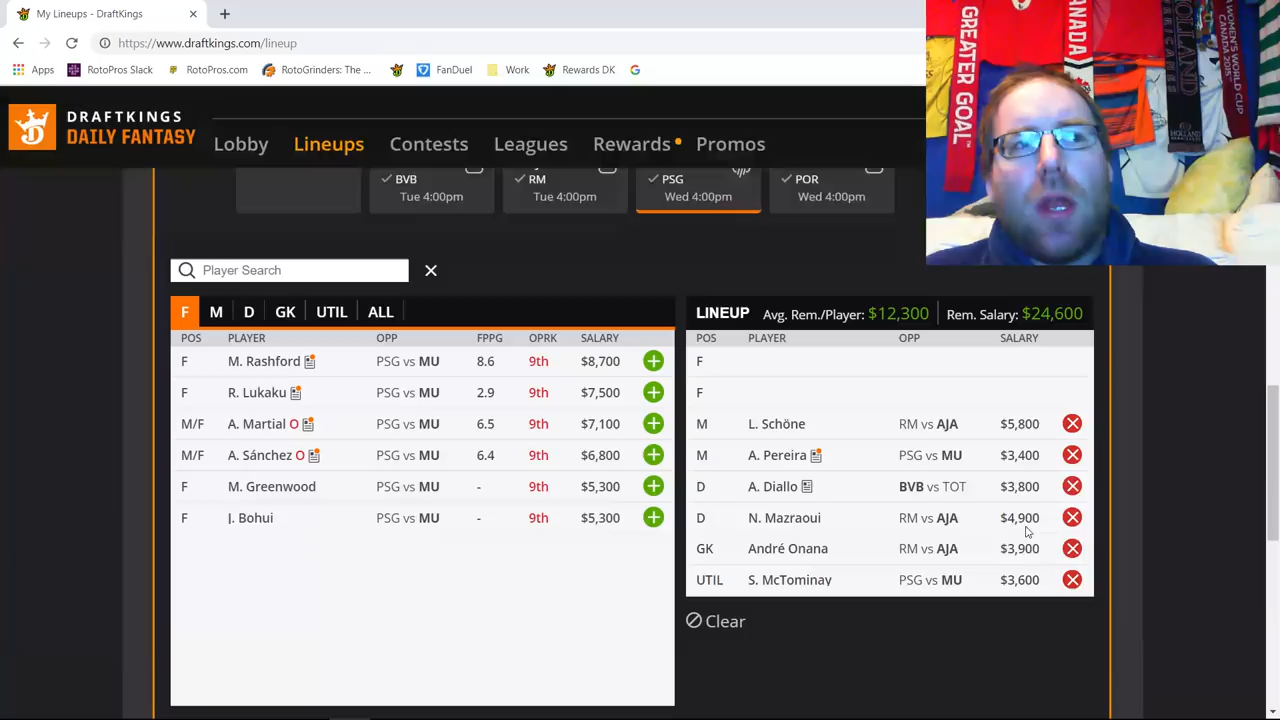 My Lineups - DraftKings
https://www.draftkings.com/lineup
Apps RotoPros Slack RotoPros.com RotoGrinders: The ... FanDuel Work Rewards DK
DRAFTKINGS
DAILY FANTASY
Lobby Lineups Contests Leagues Rewards Promos
BVB RM PSG POR
Tue 4:00pm Tue 4:00pm Wed 4:00pm Wed 4:00pm
GREATER GOAL™
CANADA
HOLLAND
WOMEN'S WORLD CUP
CANADA 2015
Player Search
F M D GK UTIL ALL
POS PLAYER OPP FPPG OPRK SALARY
F M. Rashford PSG vs MU 8.6 9th $8,700
F R. Lukaku PSG vs MU 2.9 9th $7,500
M/F A. Martial O PSG vs MU 6.5 9th $7,100
M/F A. Sánchez O PSG vs MU 6.4 9th $6,800
F M. Greenwood PSG vs MU - 9th $5,300
F J. Bohui PSG vs MU - 9th $5,300
LINEUP Avg. Rem./Player: $12,300 Rem. Salary: $24,600
POS PLAYER OPP SALARY
F
F
M L. Schöne RM vs AJA $5,800
M A. Pereira PSG vs MU $3,400
D A. Diallo BVB vs TOT $3,800
D N. Mazraoui RM vs AJA $4,900
GK André Onana RM vs AJA $3,900
UTIL S. McTominay PSG vs MU $3,600
Clear